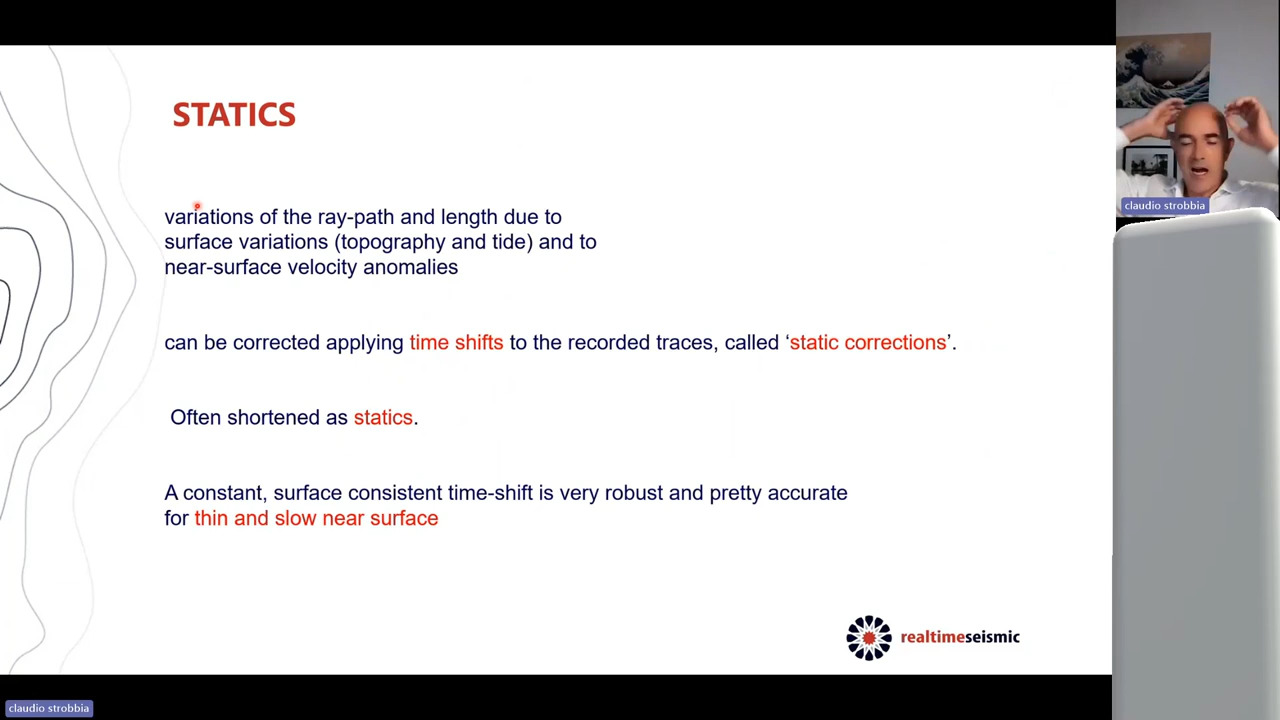 STATICS
variations of the ray-path and length due to
surface variations (topography and tide) and to
near-surface velocity anomalies
can be corrected applying time shifts to the recorded traces, called ‘static corrections’.
Often shortened as statics.
A constant, surface consistent time-shift is very robust and pretty accurate
for thin and slow near surface
realtimeseismic
claudio strobbia
claudio strobbia